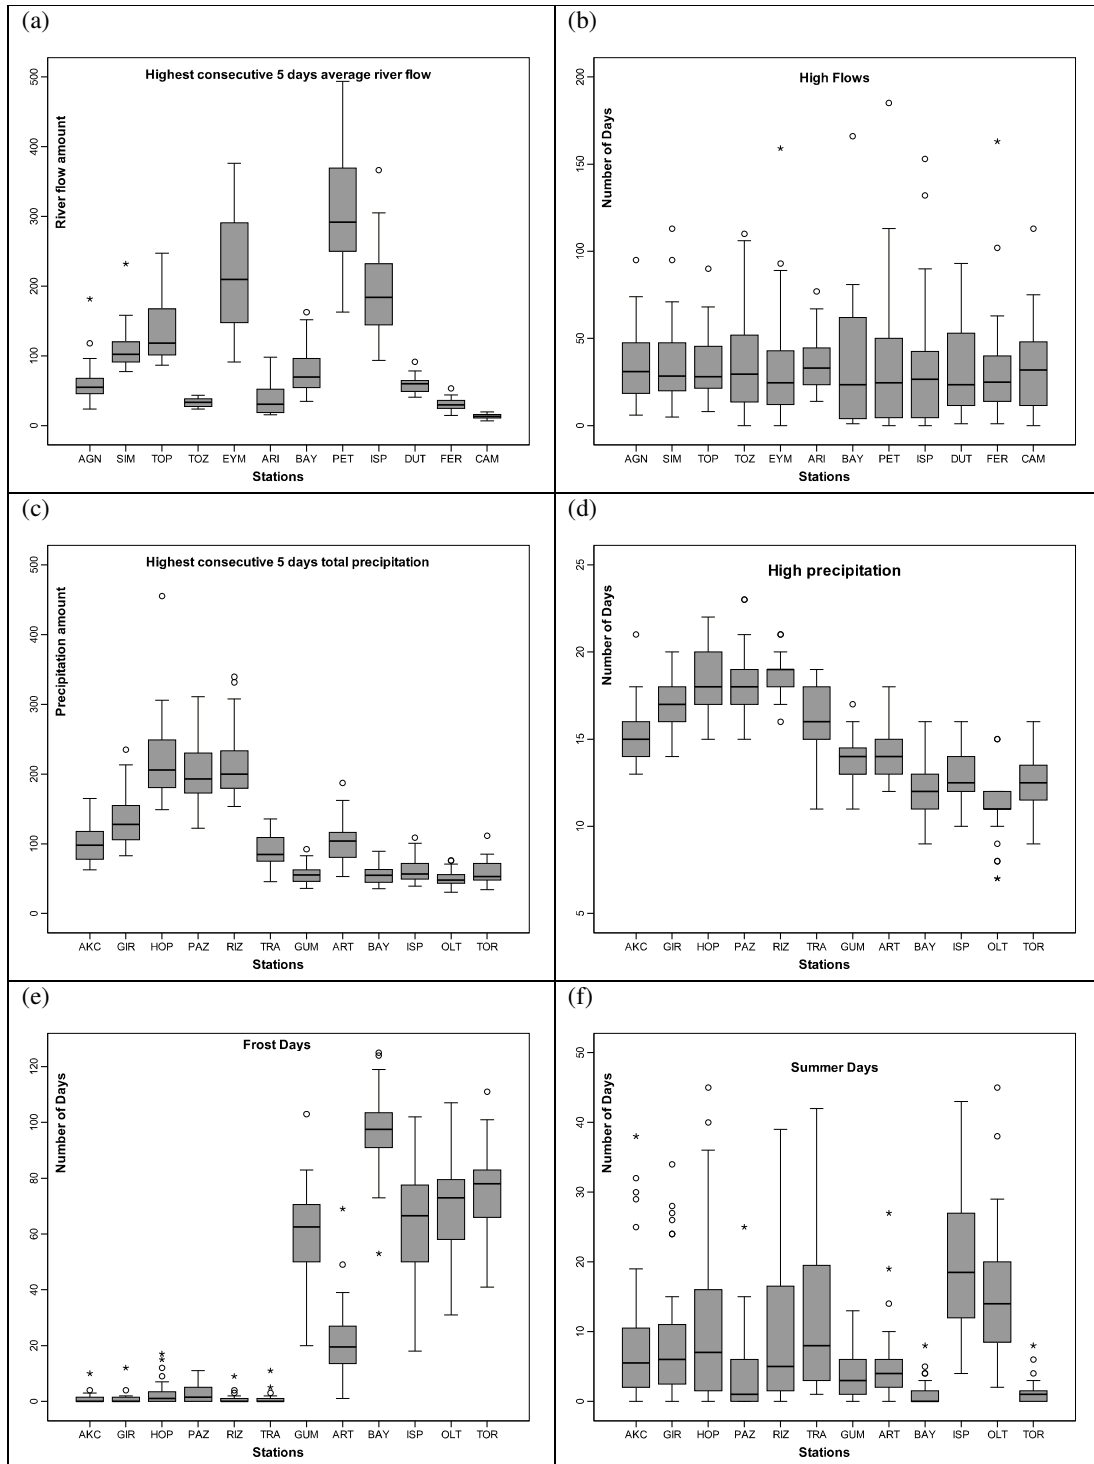 (a)
Highest consecutive 5 days average river flow
River flow amount
500
400
300
200
100
0
AGN SIM TOP TOZ EYM ARI BAY PET ISP DUT FER CAM
Stations
(b)
High Flows
Number of Days
200
150
100
50
0
AGN SIM TOP TOZ EYM ARI BAY PET ISP DUT FER CAM
Stations
(c)
Highest consecutive 5 days total precipitation
Precipitation amount
500
400
300
200
100
0
AKC GIR HOP PAZ RIZ TRA GUM ART BAY ISP OLT TOR
Stations
(d)
High precipitation
Number of Days
25
20
15
10
5
AKC GIR HOP PAZ RIZ TRA GUM ART BAY ISP OLT TOR
Stations
(e)
Frost Days
Number of Days
120
100
80
60
40
20
0
AKC GIR HOP PAZ RIZ TRA GUM ART BAY ISP OLT TOR
Stations
(f)
Summer Days
Number of Days
50
40
30
20
10
0
AKC GIR HOP PAZ RIZ TRA GUM ART BAY ISP OLT TOR
Stations